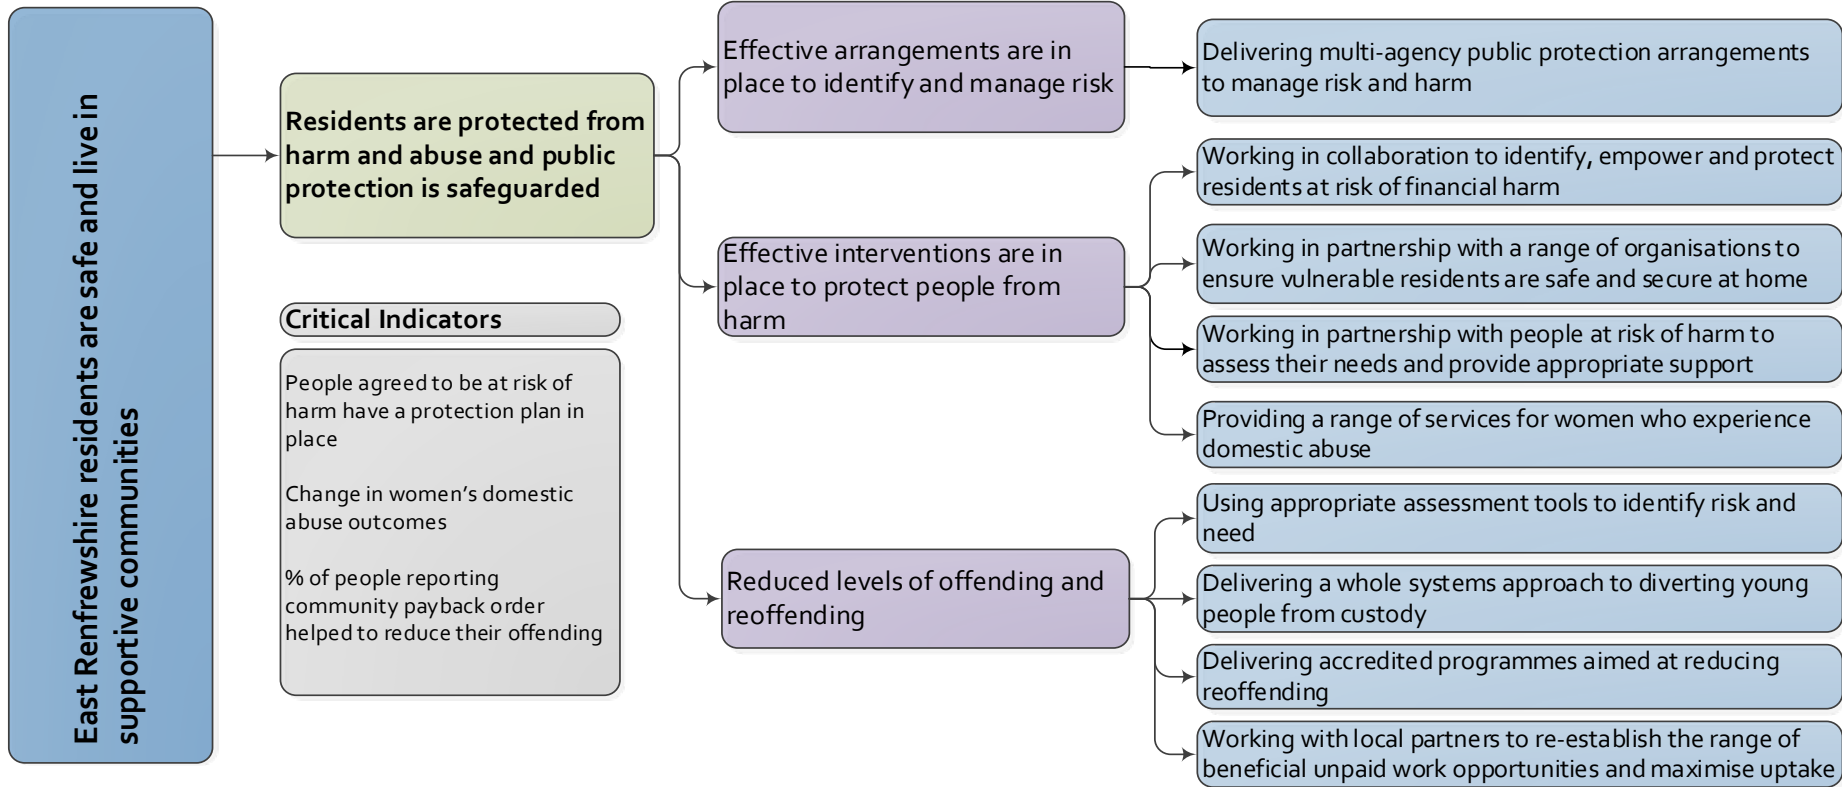 East Renfrewshire residents are safe and live in
supportive communities
Residents are protected from
harm and abuse and public
protection is safeguarded
Critical Indicators
People agreed to be at risk of
harm have a protection plan in
place
Change in women’s domestic
abuse outcomes
% of people reporting
community payback order
helped to reduce their offending
Effective arrangements are in
place to identify and manage risk
Effective interventions are in
place to protect people from
harm
Reduced levels of offending and
reoffending
Delivering multi-agency public protection arrangements
to manage risk and harm
Working in collaboration to identify, empower and protect
residents at risk of financial harm
Working in partnership with a range of organisations to
ensure vulnerable residents are safe and secure at home
Working in partnership with people at risk of harm to
assess their needs and provide appropriate support
Providing a range of services for women who experience
domestic abuse
Using appropriate assessment tools to identify risk and
need
Delivering a whole systems approach to diverting young
people from custody
Delivering accredited programmes aimed at reducing
reoffending
Working with local partners to re-establish the range of
beneficial unpaid work opportunities and maximise uptake